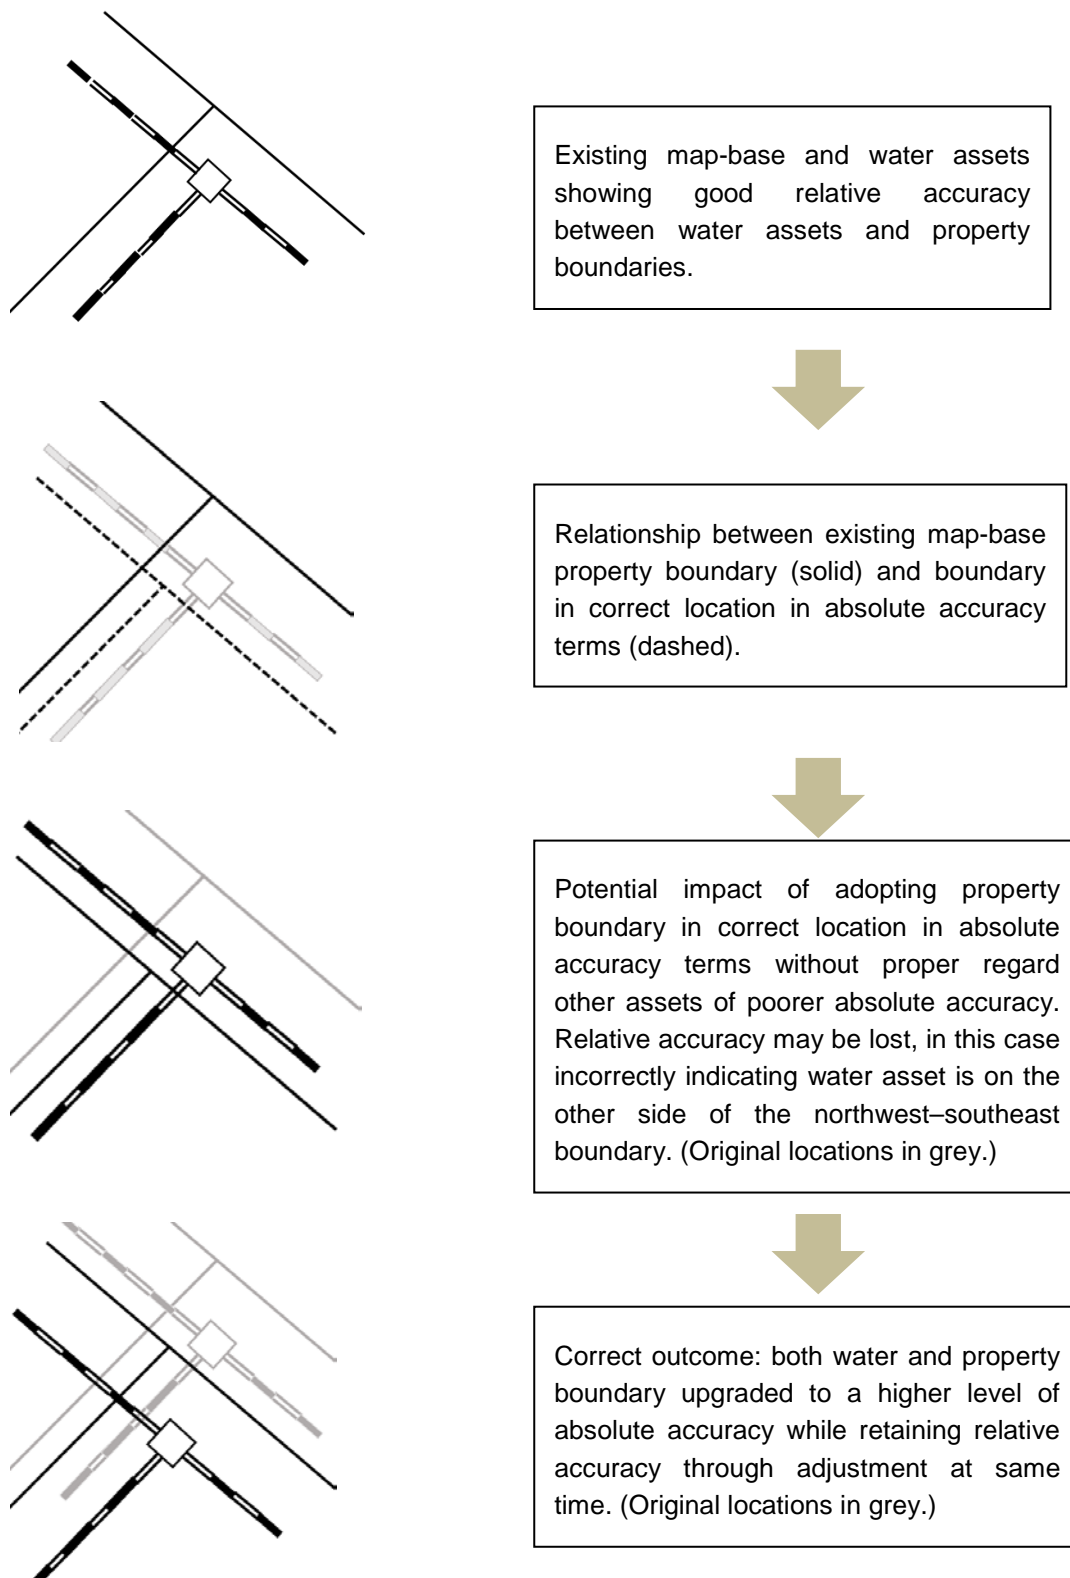 Existing map-base and water assets
showing good relative accuracy
between water assets and property
boundaries.
Relationship between existing map-base
property boundary (solid) and boundary
in correct location in absolute accuracy
terms (dashed).
Potential impact of adopting property
boundary in correct location in absolute
accuracy terms without proper regard
other assets of poorer absolute accuracy.
Relative accuracy may be lost, in this case
incorrectly indicating water asset is on the
other side of the northwest–southeast
boundary. (Original locations in grey.)
Correct outcome: both water and property
boundary upgraded to a higher level of
absolute accuracy while retaining relative
accuracy through adjustment at same
time. (Original locations in grey.)